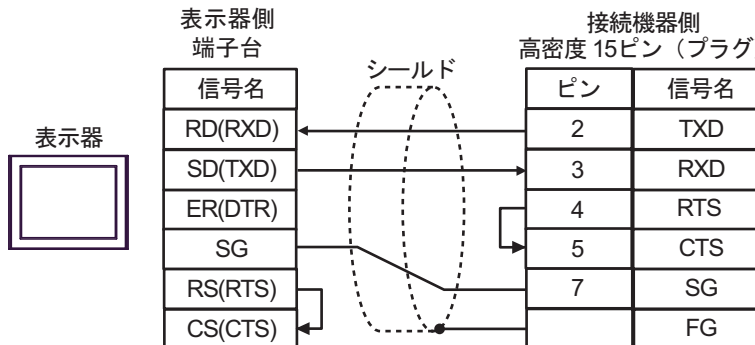 表示器側
端子台
接続機器側
高密度 15ピン（プラグ
シールド
表示器
信号名
RD(RXD)
SD(TXD)
ER(DTR)
SG
RS(RTS)
CS(CTS)
ピン 信号名
2 TXD
3 RXD
4 RTS
5 CTS
7 SG
FG